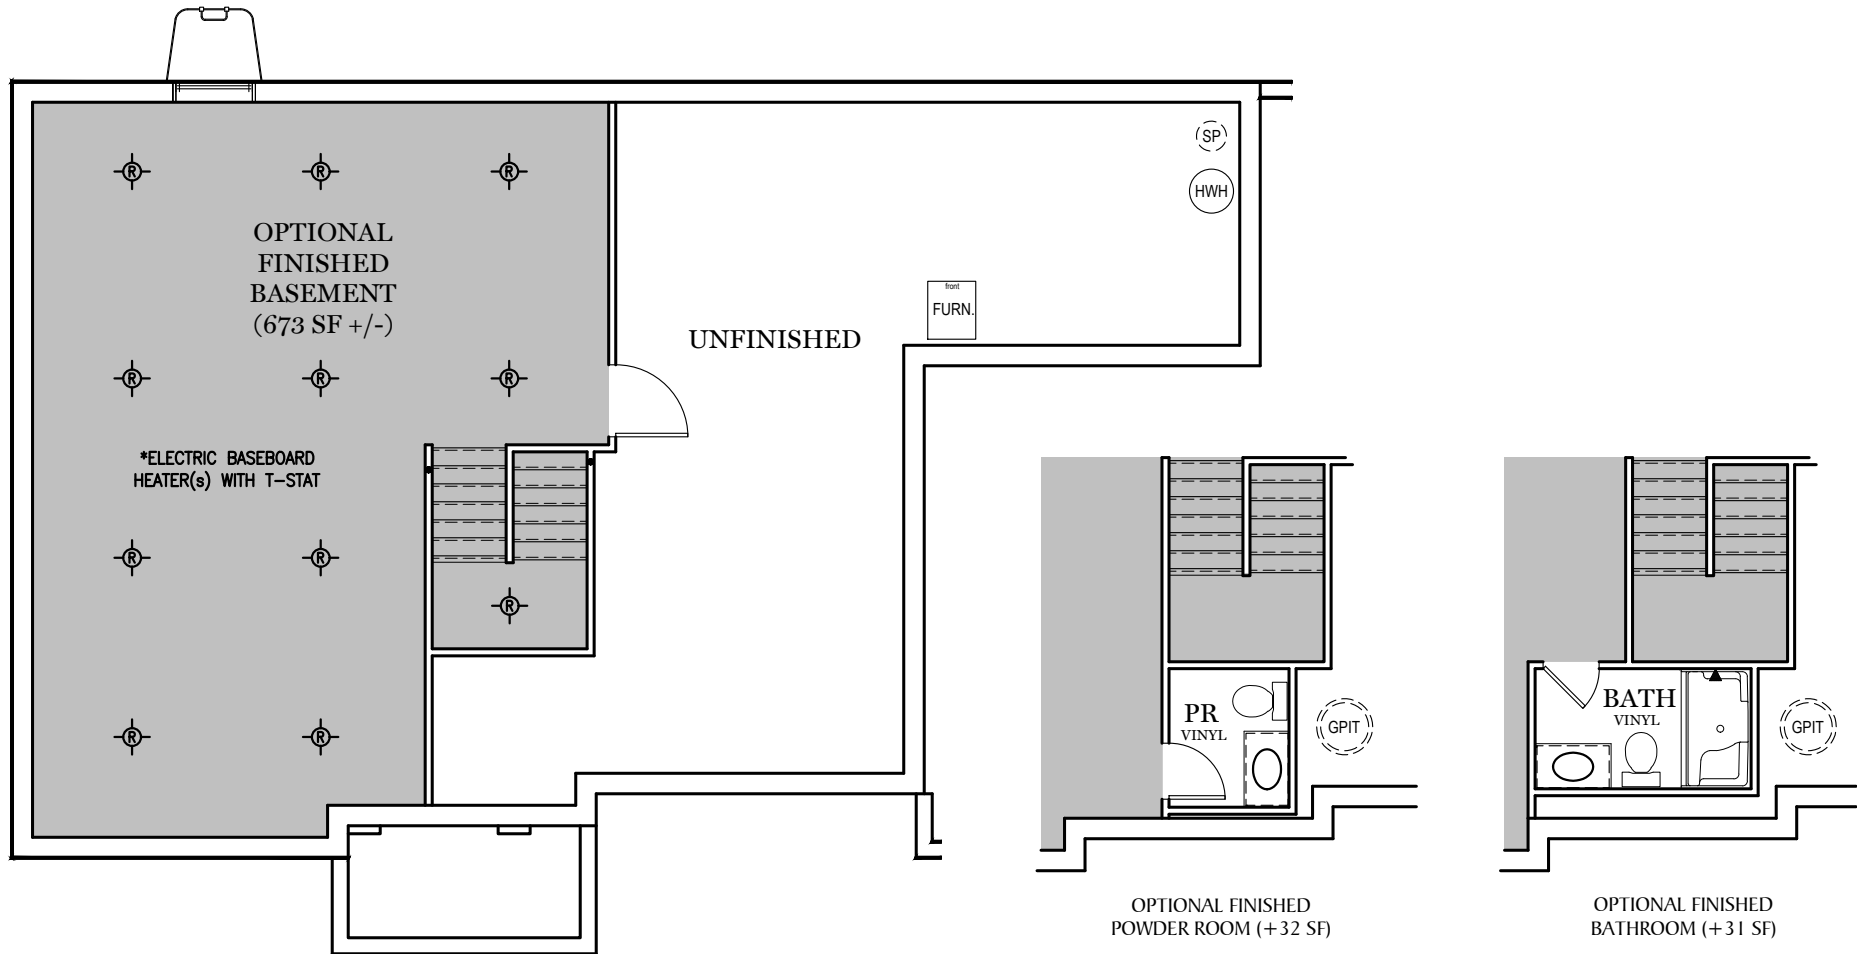 SP
HWH
R R R
OPTIONAL
FINISHED
BASEMENT
(673 SF +/-)
front
FURN.
UNFINISHED
R R R
*ELECTRIC BASEBOARD
HEATER(s) WITH T-STAT
R R
R
R R
PR
VINYL
GPIT
OPTIONAL FINISHED
POWDER ROOM (+32 SF)
BATH
VINYL
GPIT
OPTIONAL FINISHED
BATHROOM (+31 SF)